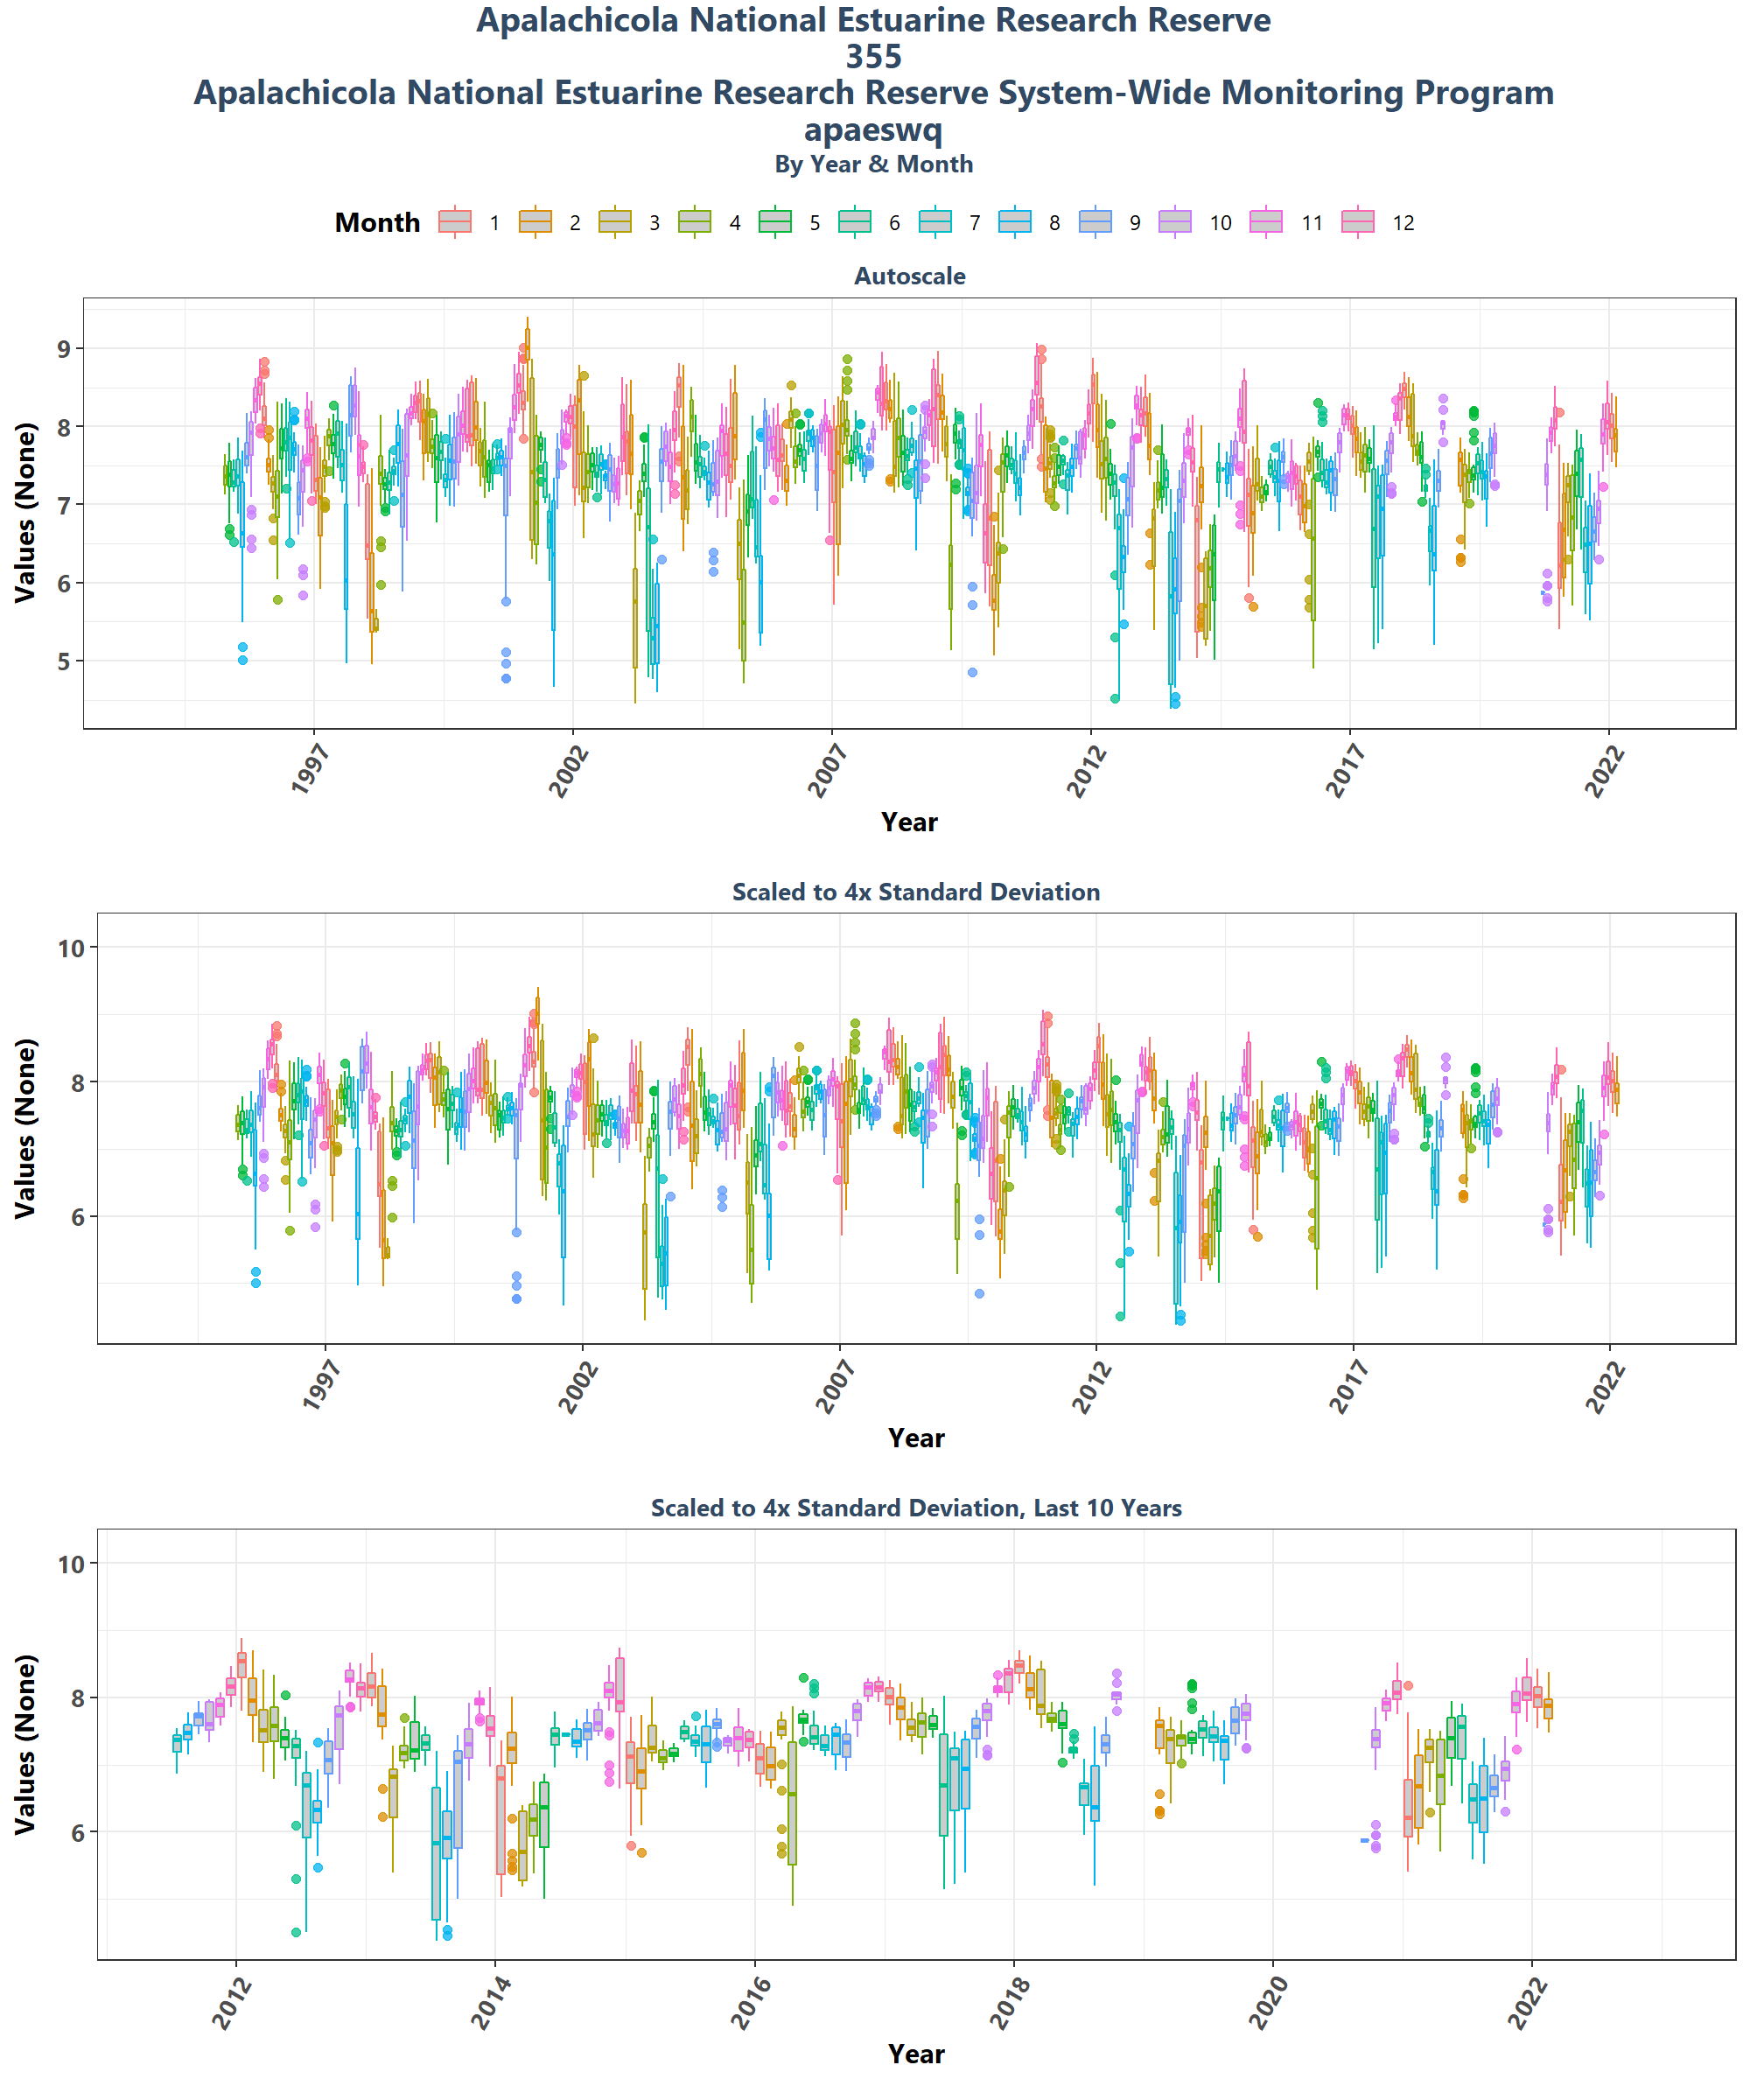 Apalachicola National Estuarine Research Reserve
355
Apalachicola National Estuarine Research Reserve System-Wide Monitoring Program
apaeswq
By Year & Month
Month 1 2 3 4 5 6 7 8 9 10 11 12
Autoscale
Values (None)
9
8
7
6
5
1997 2002 2007 2012 2017 2022
Year
Scaled to 4x Standard Deviation
Values (None)
10
8
6
1997 2002 2007 2012 2017 2022
Year
Scaled to 4x Standard Deviation, Last 10 Years
Values (None)
10
8
6
2012 2014 2016 2018 2020 2022
Year